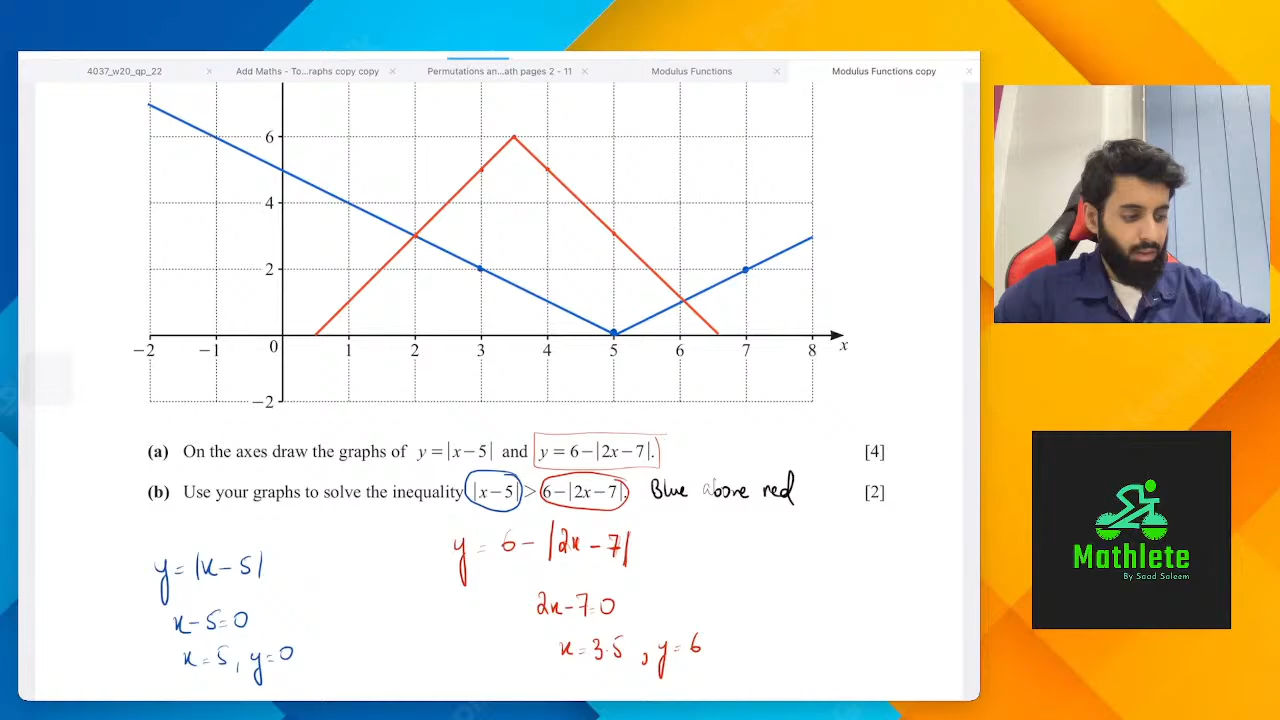 4037_w20_qp_22 × Add Maths - To...raphs copy copy × Permutations an...ath pages 2 - 11 × Modulus Functions × Modulus Functions copy ×
6
4
2
−2 −1 0 1 2 3 4 5 6 7 8 x
−2
(a) On the axes draw the graphs of y = |x − 5| and y = 6 − |2x − 7|. [4]
(b) Use your graphs to solve the inequality |x − 5| > 6 − |2x − 7|. Blue above red [2]
y = |x − 5|
x − 5 = 0
x = 5, y = 0
y = 6 − |2x − 7|
2x − 7 = 0
x = 3.5, y = 6
Mathlete
By Saad Saleem